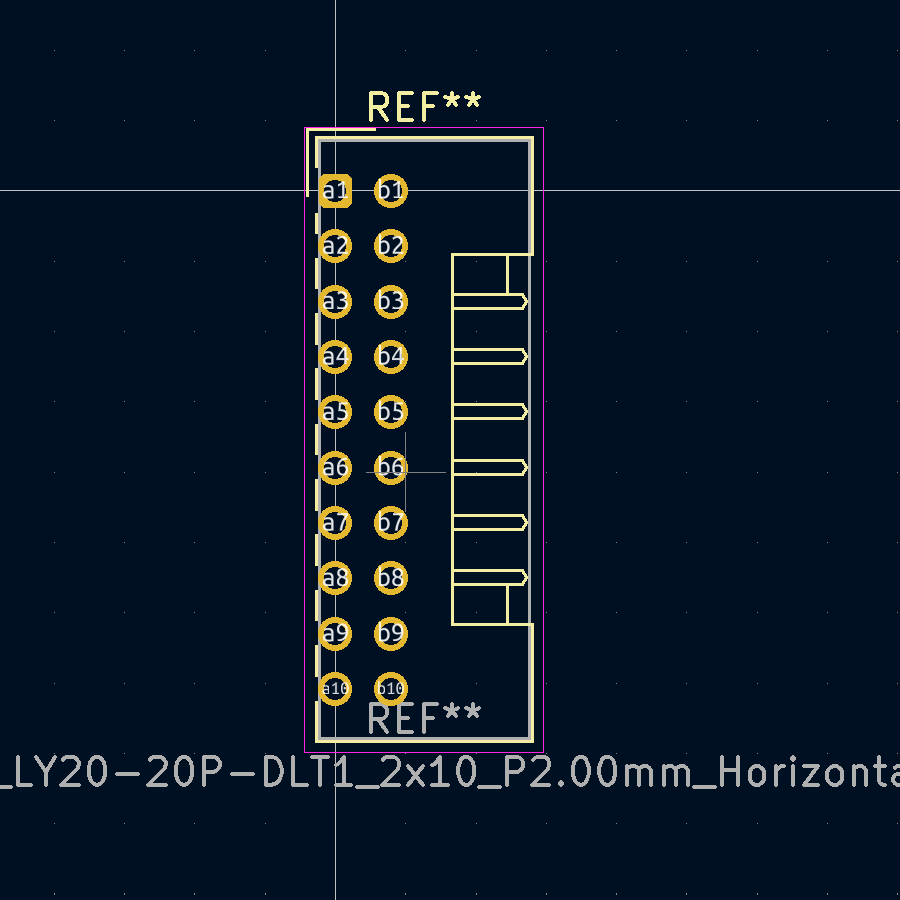 REF**
a1 b1
a2 b2
a3 b3
a4 b4
a5 b5
a6 b6
a7 b7
a8 b8
a9 b9
a10 b10
REF**
_LY20-20P-DLT1_2x10_P2.00mm_Horizonta